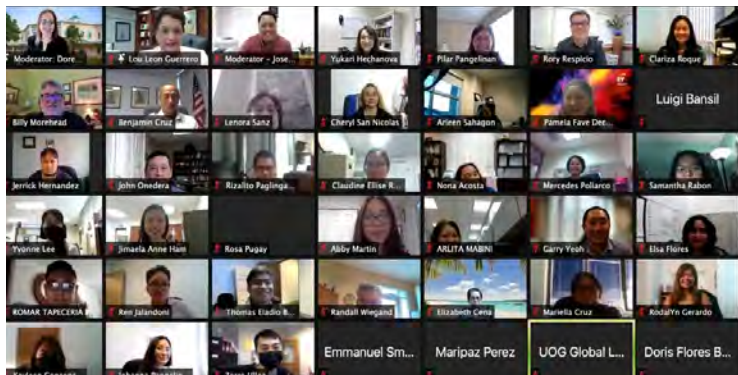 Moderator: Dore...
Lou Leon Guerrero
Moderator - Jose...
Yukari Hechanova
Pilar Pangelinan
Rory Respicio
Clariza Roque
Billy Morehead
Benjamin Cruz
Lenora Sanz
Cheryl San Nicolas
Arleen Sahagon
Pamela Faye Dee...
Luigi Bansil
Jerrick Hernandez
John Onedera
Rizalito Paglinga...
Claudine Elise R...
Nona Acosta
Mercedes Poliarco
Samantha Rabon
Yvonne Lee
Jimaela Anne Ham
Rosa Pugay
Abby Martin
ARLITA MABINI
Garry Yeoh
Elsa Flores
ROMAR TAPECERIA
Ren Jalandoni
Thomas Eladio B...
Randall Wiegand
Elizabeth Cena
Mariella Cruz
RodalYn Gerardo
Emmanuel Sm...
Maripaz Perez
UOG Global L...
Doris Flores B...